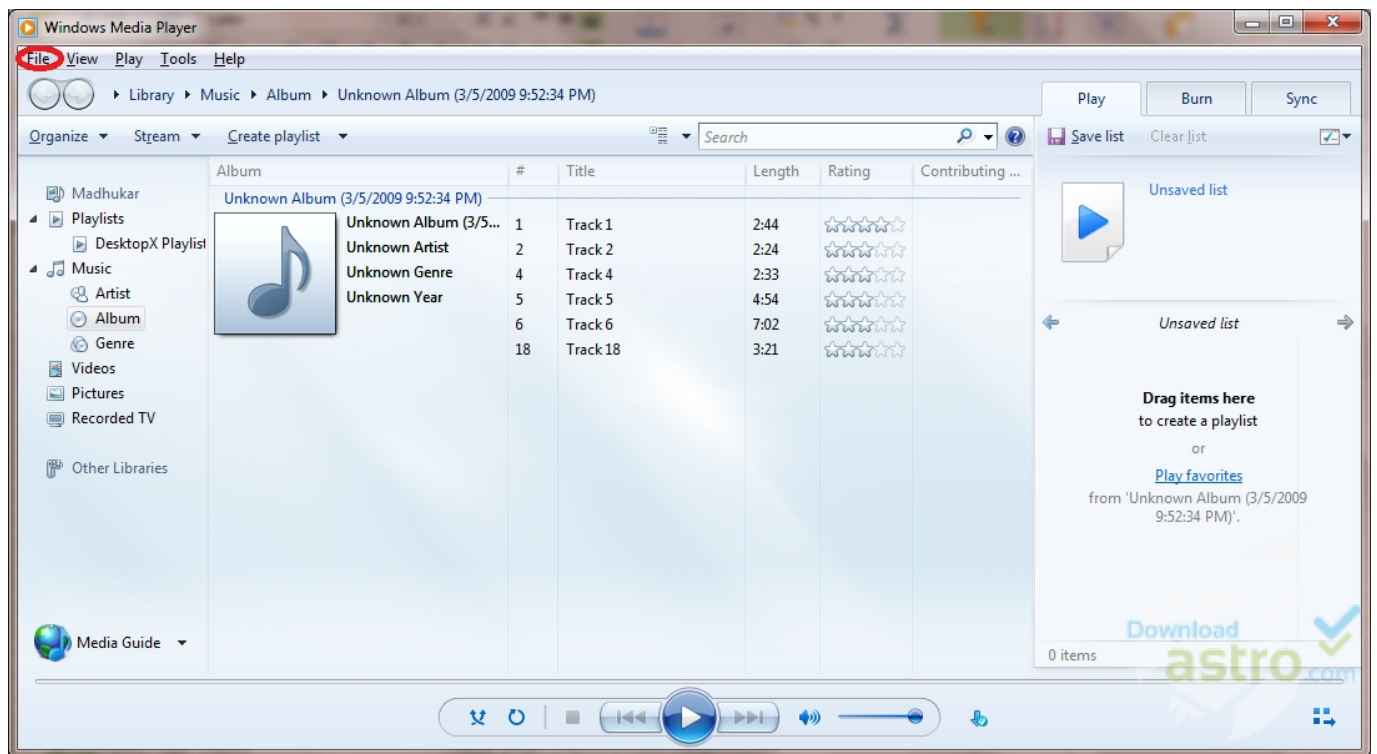 Windows Media Player
File View Play Tools Help
Library Music Album Unknown Album (3/5/2009 9:52:34 PM)
Play Burn Sync
Organize Stream Create playlist Search Save list Clear list
Album # Title Length Rating Contributing ...
Madhukar
Playlists
DesktopX Playlist
Music
Artist
Album
Genre
Videos
Pictures
Recorded TV
Other Libraries
Media Guide
Unknown Album (3/5/2009 9:52:34 PM)
Unknown Album (3/5...
Unknown Artist
Unknown Genre
Unknown Year
1 Track 1 2:44
2 Track 2 2:24
4 Track 4 2:33
5 Track 5 4:54
6 Track 6 7:02
18 Track 18 3:21
Unsaved list
Unsaved list
Drag items here
to create a playlist
or
Play favorites
from 'Unknown Album (3/5/2009
9:52:34 PM)'.
0 items
Download
astro.com